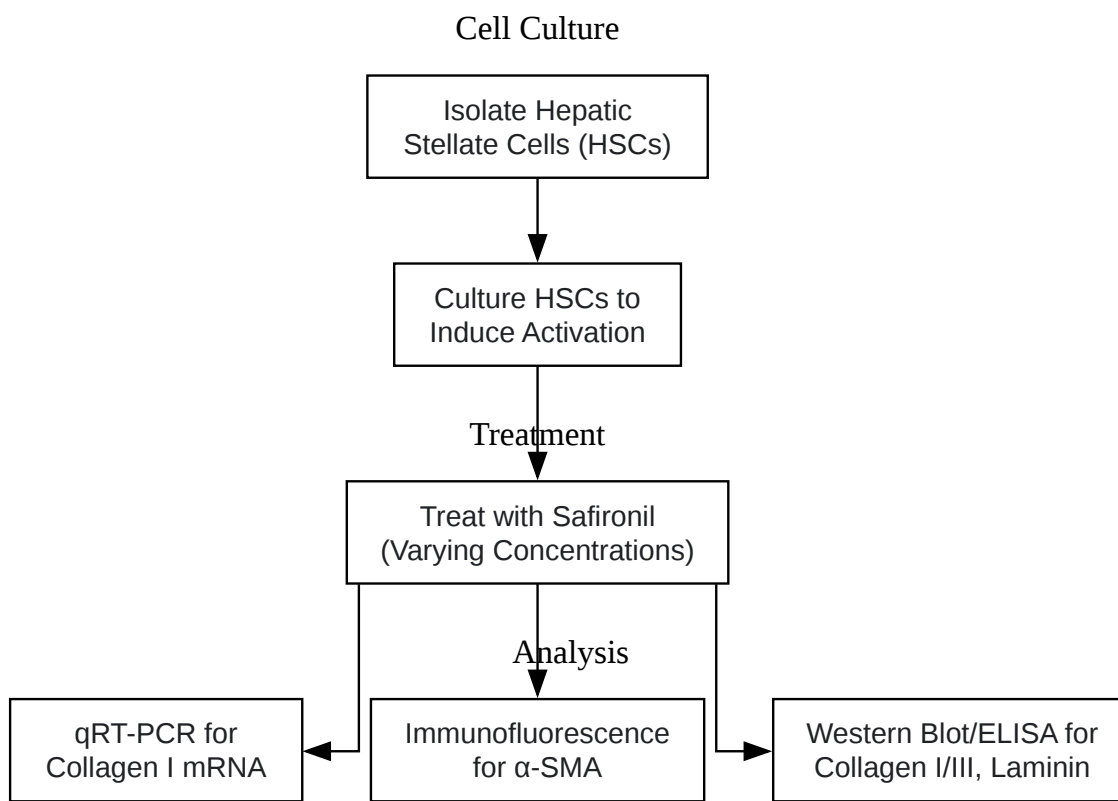 Cell Culture
Isolate Hepatic
Stellate Cells (HSCs)
Culture HSCs to
Induce Activation
Treatment
Treat with Safironil
(Varying Concentrations)
Analysis
qRT-PCR for
Collagen I mRNA
Immunofluorescence
for α-SMA
Western Blot/ELISA for
Collagen I/III, Laminin